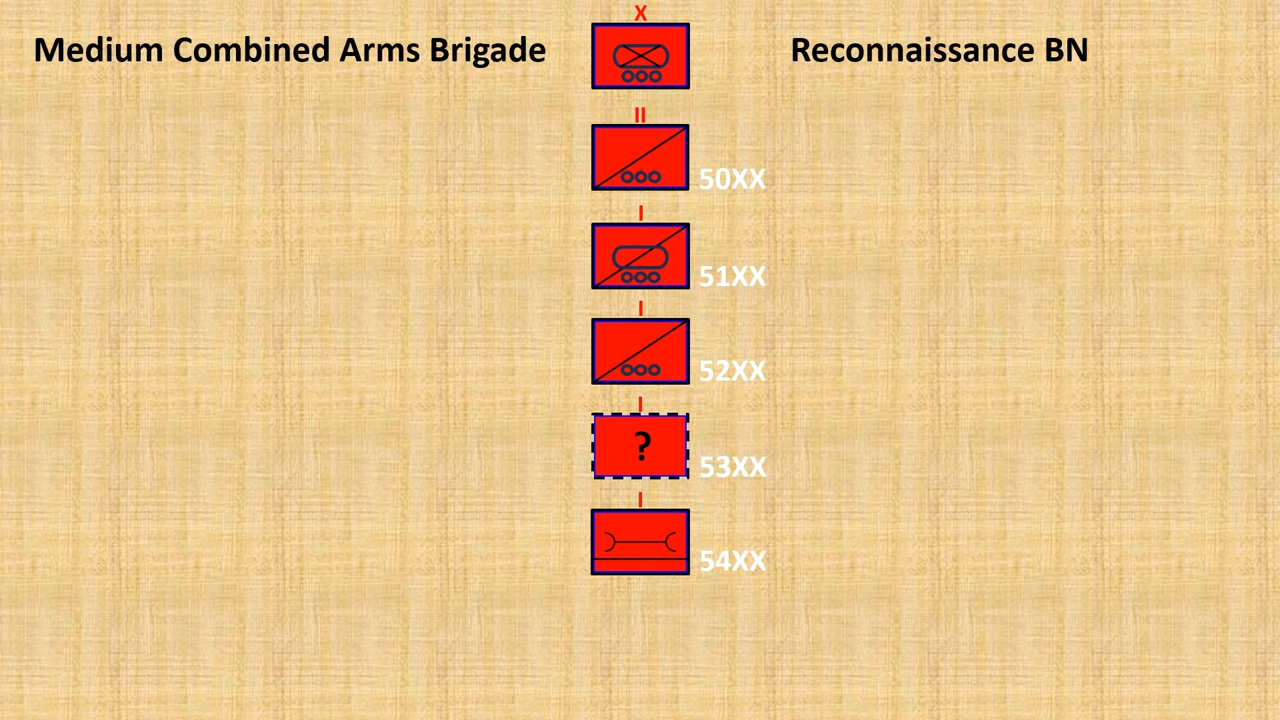 X
Medium Combined Arms Brigade
Reconnaissance BN
II
50XX
I
51XX
I
52XX
I
?
53XX
I
54XX